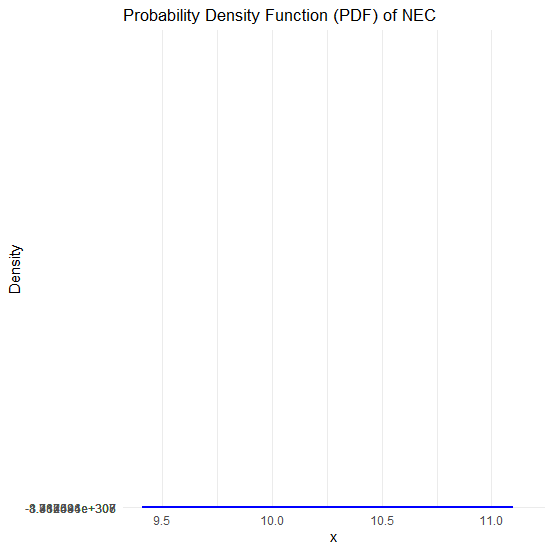 Probability Density Function (PDF) of NEC
Density
9.5 10.0 10.5 11.0
x